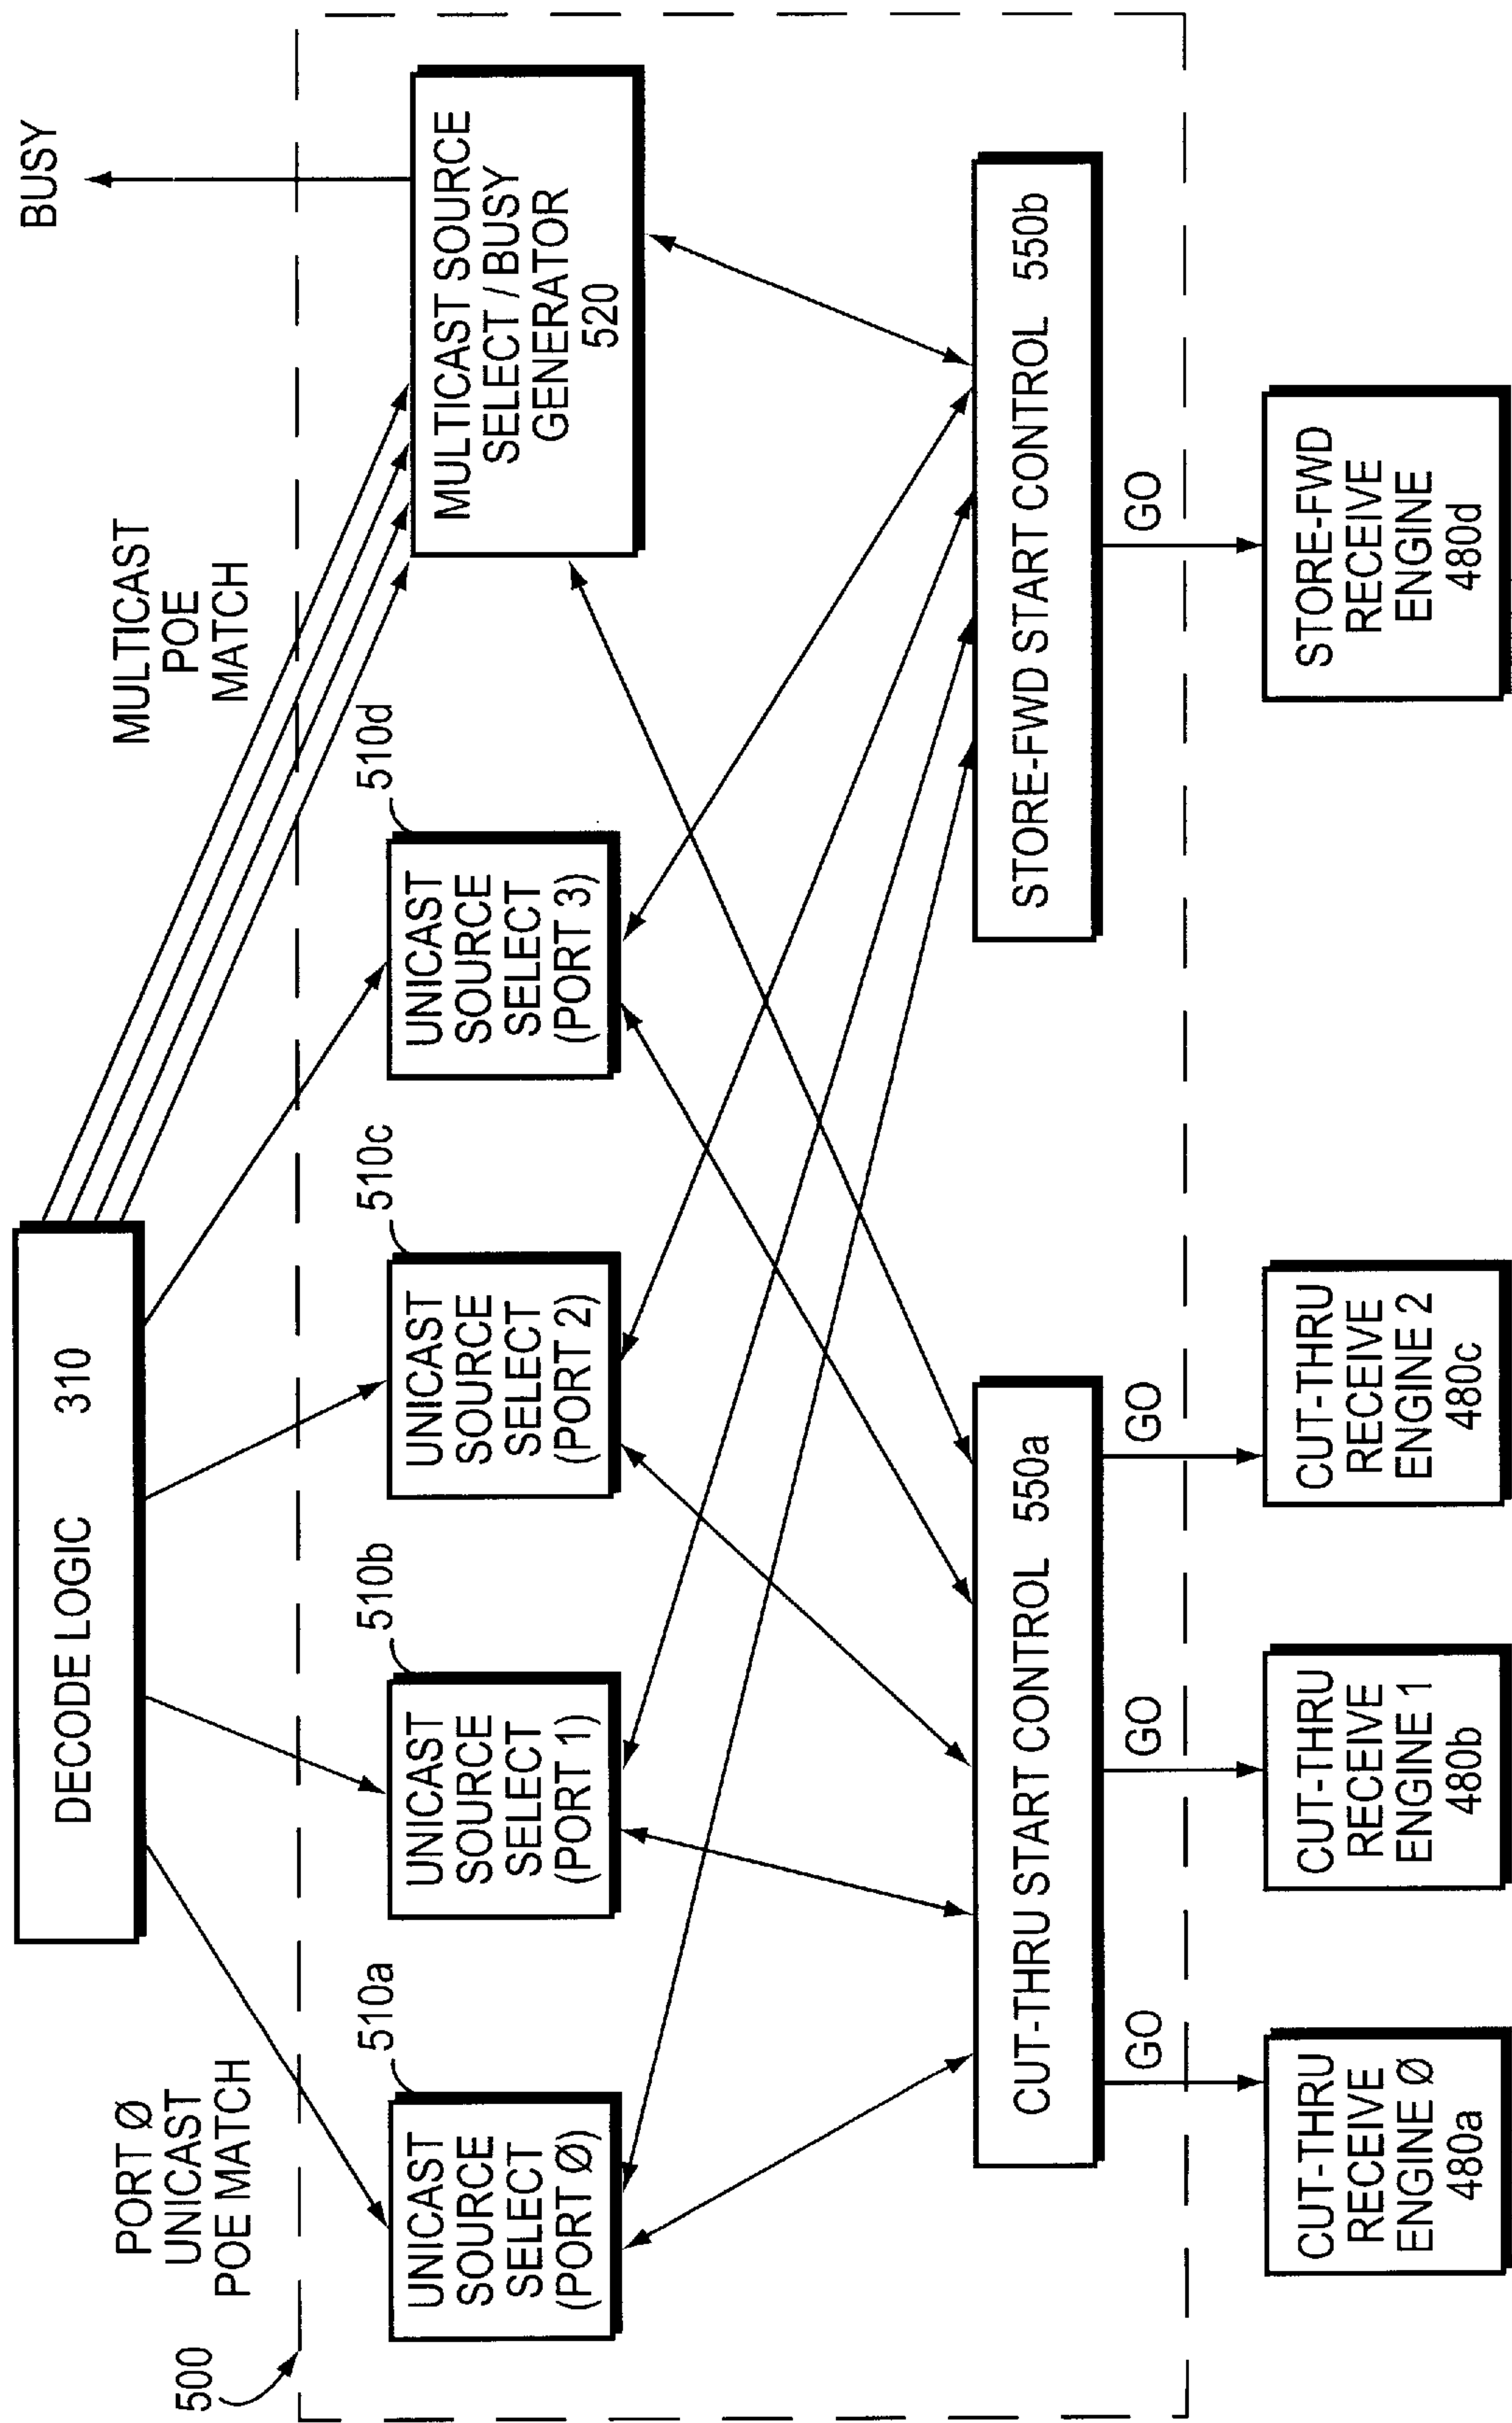 DECODE LOGIC 310
BUSY
PORT Ø
UNICAST
POE MATCH
MULTICAST
POE
MATCH
500
510a
510b
510c
510d
UNICAST
SOURCE
SELECT
(PORT Ø)
UNICAST
SOURCE
SELECT
(PORT 1)
UNICAST
SOURCE
SELECT
(PORT 2)
UNICAST
SOURCE
SELECT
(PORT 3)
MULTICAST SOURCE
SELECT / BUSY
GENERATOR
520
CUT-THRU START CONTROL 550a
STORE-FWD START CONTROL 550b
GO
GO
GO
GO
CUT-THRU
RECEIVE
ENGINE Ø
480a
CUT-THRU
RECEIVE
ENGINE 1
480b
CUT-THRU
RECEIVE
ENGINE 2
480c
STORE-FWD
RECEIVE
ENGINE
480d